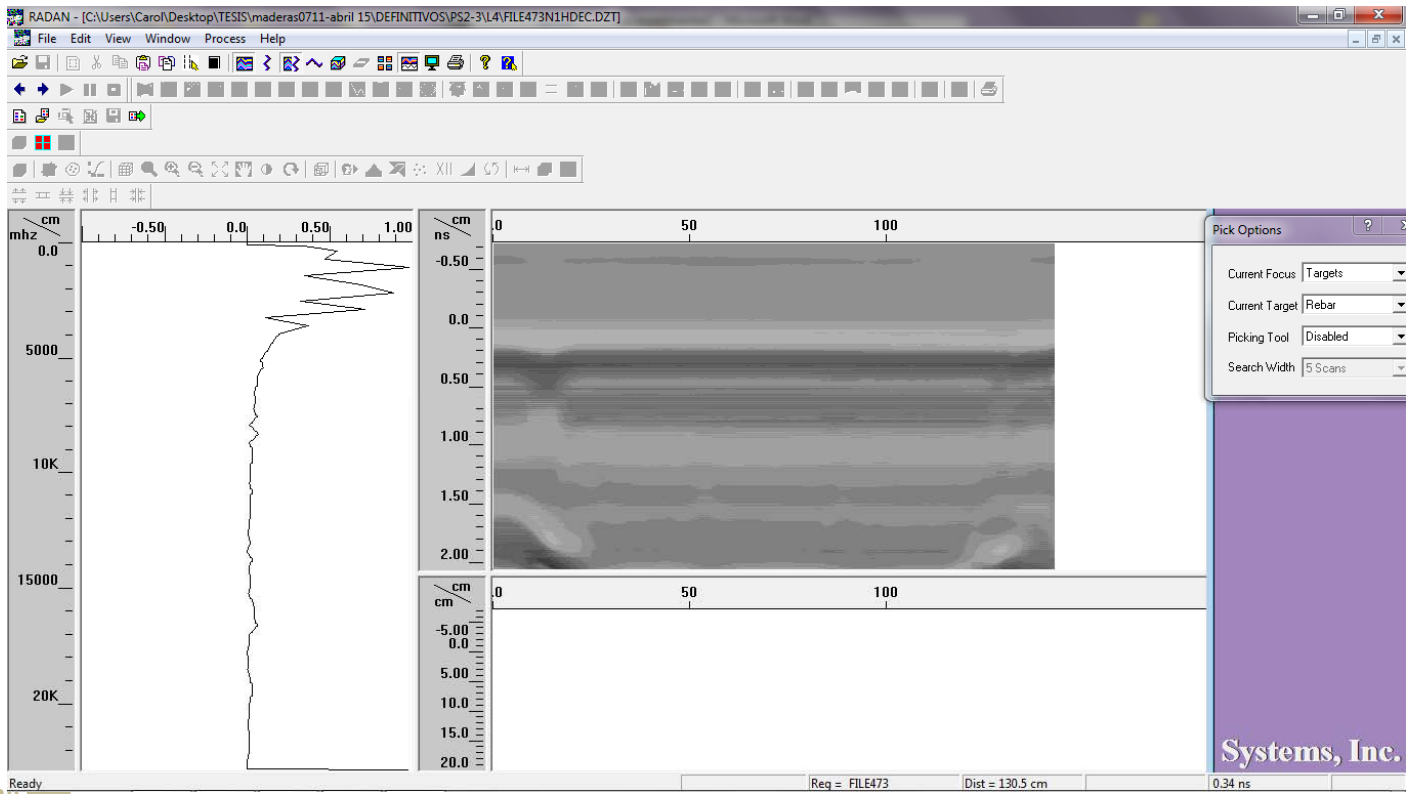 RADAN - [C:\Users\Carol\Desktop\TESIS\maderas0711-abril 15\DEFINITIVOS\PS2-3\L4\FILE473N1HDEC.DZT]
File Edit View Window Process Help
XII
cm
mhz
-0.50 0.0 0.50 1.00
0.0
5000
10K
15000
20K
cm
ns
.0 50 100
-0.50
0.0
0.50
1.00
1.50
2.00
cm
cm
.0 50 100
-5.00
0.0
5.00
10.0
15.0
20.0
Pick Options
Current Focus Targets
Current Target Rebar
Picking Tool Disabled
Search Width 5 Scans
Systems, Inc.
Ready Reg = FILE473 Dist = 130.5 cm 0.34 ns